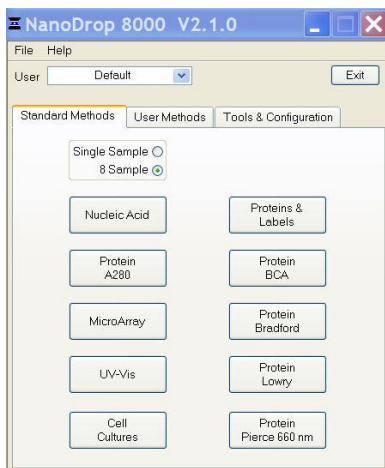 NanoDrop 8000 V2.1.0
File Help
User Default Exit
Standard Methods User Methods Tools & Configuration
Single Sample
8 Sample
Nucleic Acid
Proteins &
Labels
Protein
A280
Protein
BCA
MicroArray
Protein
Bradford
UV-Vis
Protein
Lowry
Cell
Cultures
Protein
Pierce 660 nm